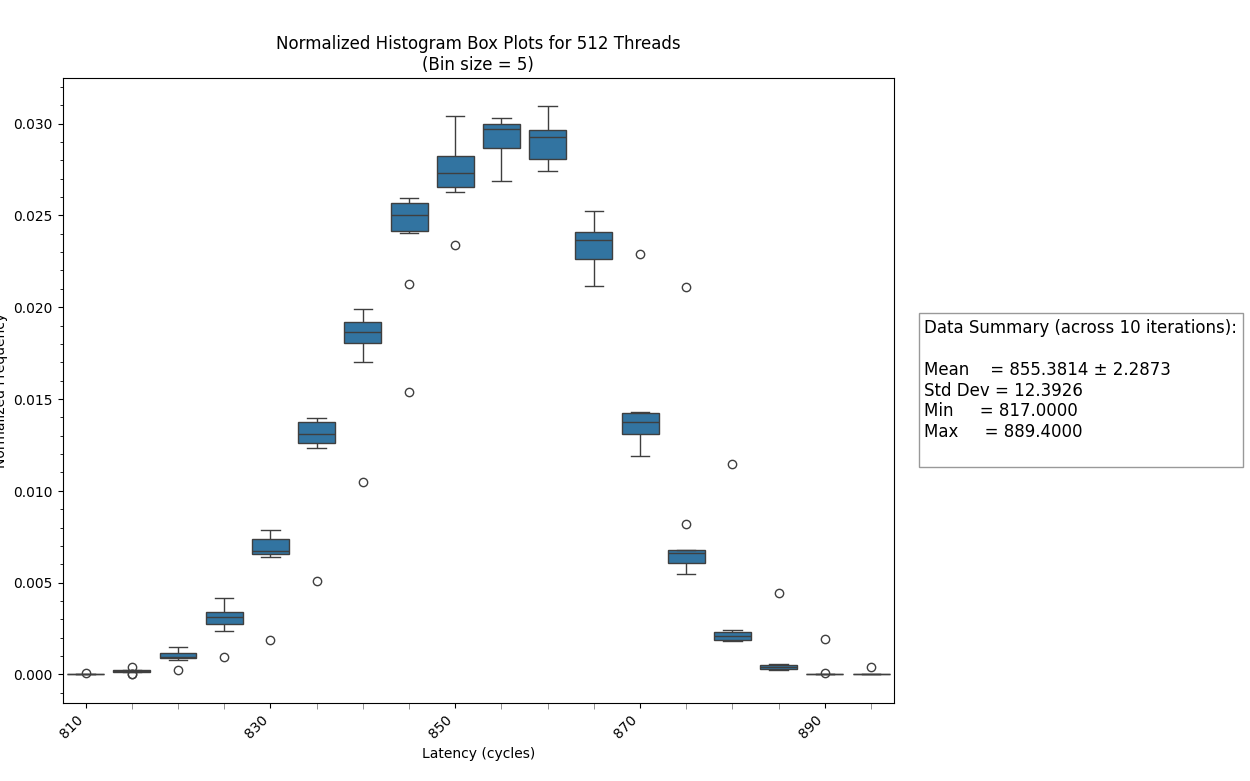 Normalized Histogram Box Plots for 512 Threads
(Bin size = 5)
0.030
0.025
0.020
0.015
0.010
0.005
0.000
Normalized Frequency
810
830
850
870
890
Latency (cycles)
Data Summary (across 10 iterations):
Mean = 855.3814 ± 2.2873
Std Dev = 12.3926
Min = 817.0000
Max = 889.4000